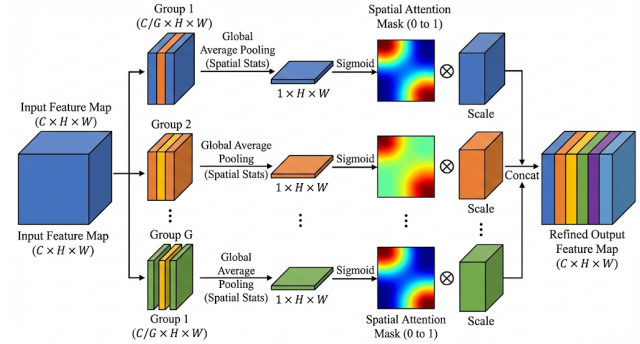 Group 1
(C/G × H × W)
Global
Average Pooling
(Spatial Stats)
1 × H × W
Sigmoid
Spatial Attention
Mask (0 to 1)
⊗
Scale
Input Feature Map
(C × H × W)
Input Feature Map
(C × H × W)
Group 2
Global Average
Pooling
(Spatial Stats)
1 × H × W
Sigmoid
⊗
Scale
Concat
Refined Output
Feature Map
(C × H × W)
Group G
Group 1
(C/G × H × W)
Global
Average
Pooling
(Spatial Stats)
1 × H × W
Sigmoid
Spatial Attention
Mask (0 to 1)
⊗
Scale